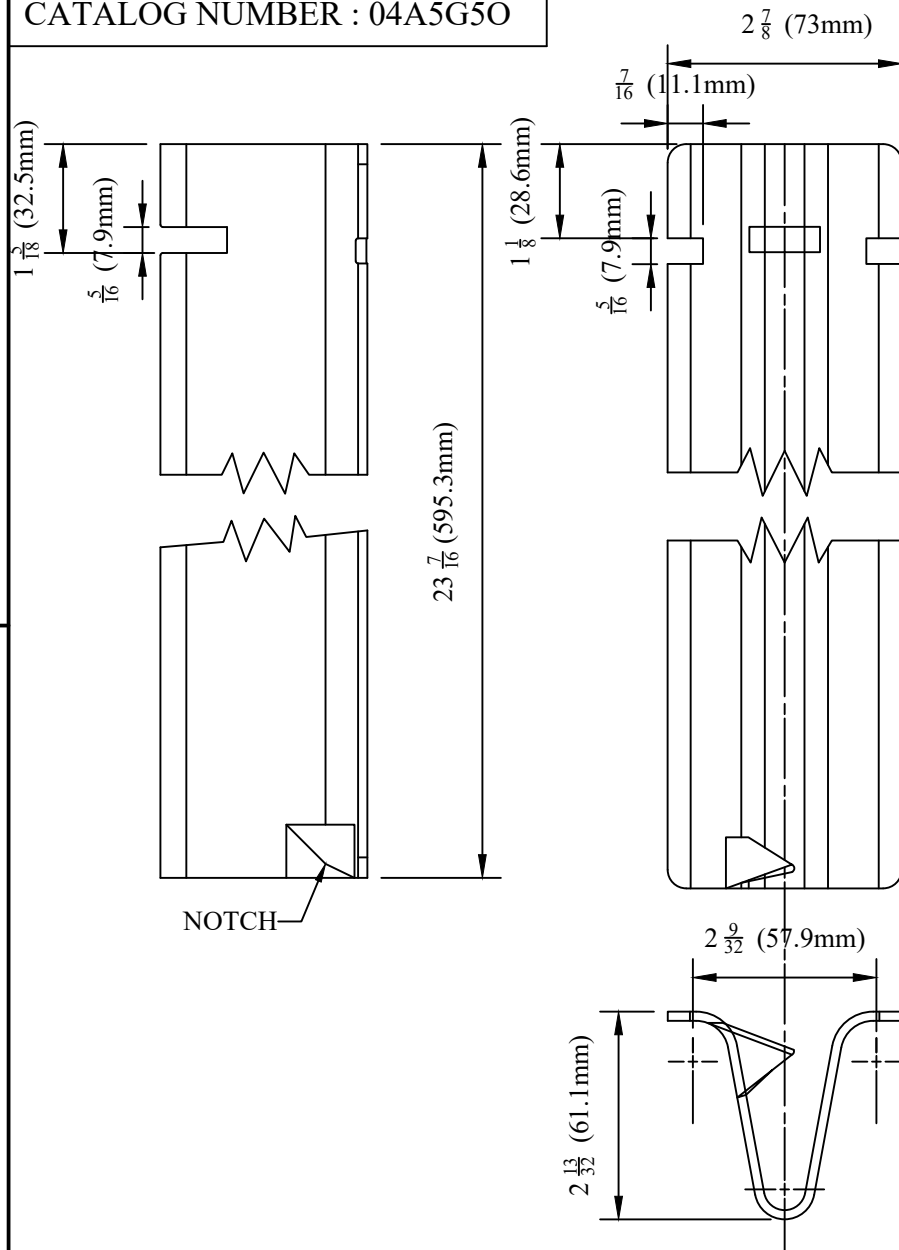 CATALOG NUMBER : 04A5G5O
2 7/8 (73mm)
7/16 (11.1mm)
1 5/18 (32.5mm)
5/16 (7.9mm)
1 1/8 (28.6mm)
5/16 (7.9mm)
23 7/16 (595.3mm)
NOTCH
2 9/32 (57.9mm)
2 13/32 (61.1mm)